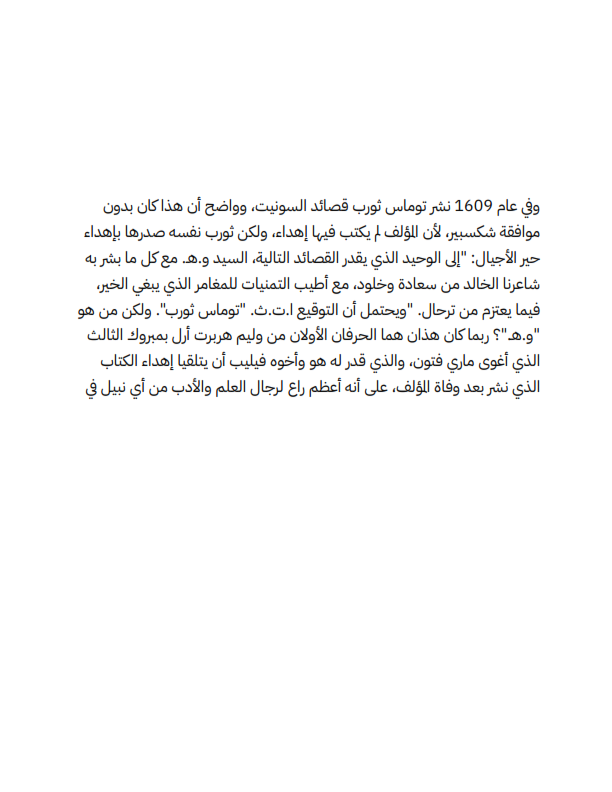 وفي عام 1609 نشر توماس ثورب قصائد السونيت، وواضح أن هذا كان بدون
موافقة شكسبير، لأن المؤلف لم يكتب فيها إهداء، ولكن ثورب نفسه صدرها بإهداء
حير الأجيال: "إلى الوحيد الذي يقدر القصائد التالية، السيد و.هـ. مع كل ما بشر به
شاعرنا الخالد من سعادة وخلود، مع أطيب التمنيات للمغامر الذي يبغي الخير،
فيما يعتزم من ترحال. "ويحتمل أن التوقيع ا.ت.ث. "توماس ثورب". ولكن من هو
"و.هـ."؟ ربما كان هذان هما الحرفان الأولان من وليم هربرت أرل بمبروك الثالث
الذي أغوى ماري فتون، والذي قدر له هو وأخوه فيليب أن يتلقيا إهداء الكتاب
الذي نشر بعد وفاة المؤلف، على أنه أعظم راع لرجال العلم والأدب من أي نبيل في